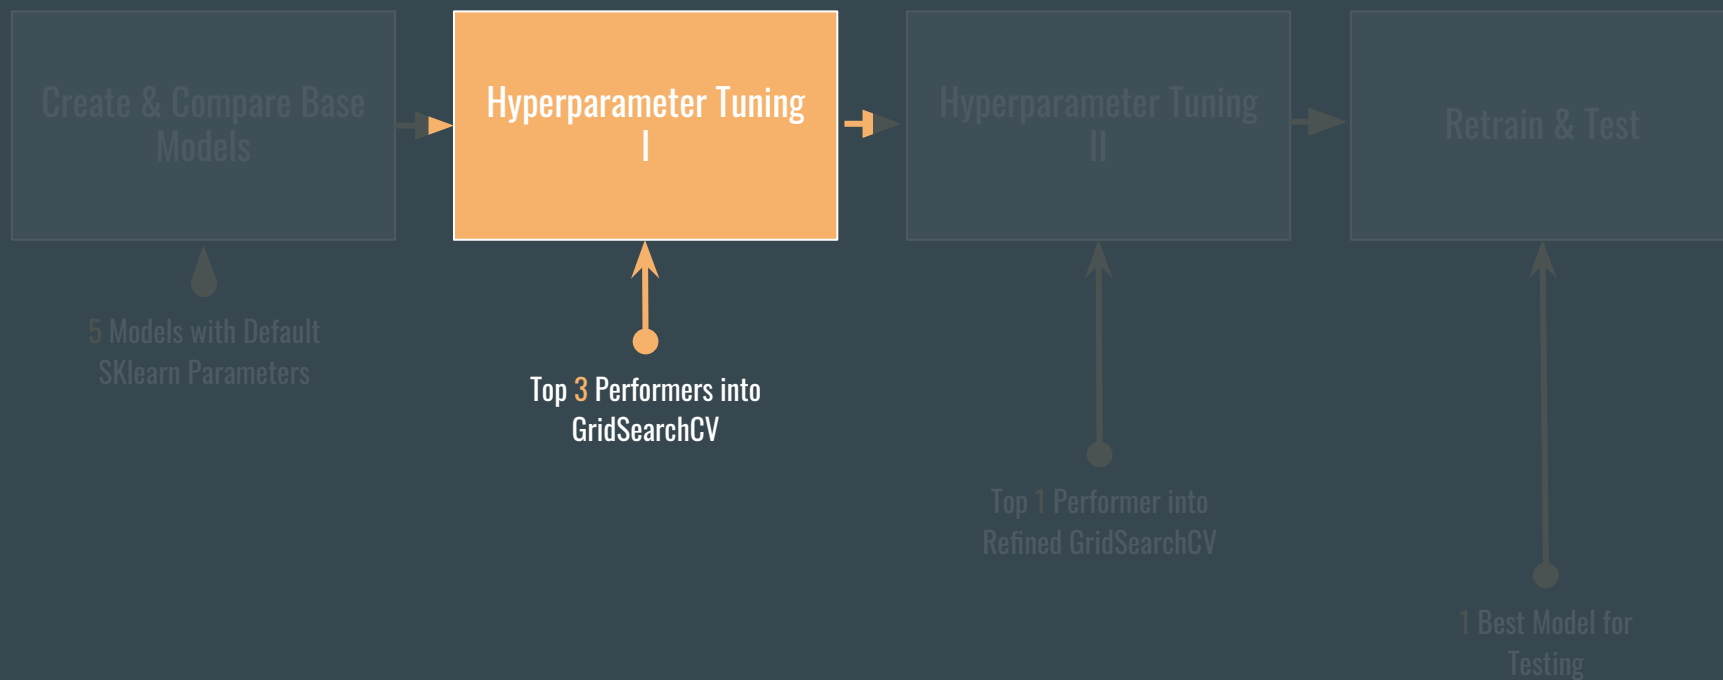 Create & Compare Base
Models
Hyperparameter Tuning
I
Hyperparameter Tuning
II
Retrain & Test
5 Models with Default
SKlearn Parameters
Top 3 Performers into
GridSearchCV
Top 1 Performer into
Refined GridSearchCV
1 Best Model for
Testing